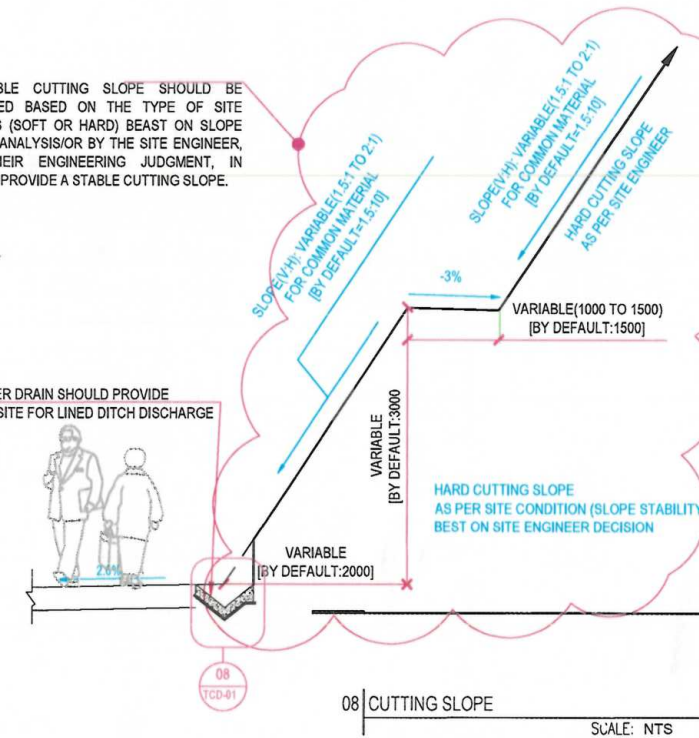 BLE CUTTING SLOPE SHOULD BE
ED BASED ON THE TYPE OF SITE
S (SOFT OR HARD) BEAST ON SLOPE
ANALYSIS/OR BY THE SITE ENGINEER,
EIR ENGINEERING JUDGMENT, IN
PROVIDE A STABLE CUTTING SLOPE.
SLOPE(V:H): VARIABLE(1.5:1 TO 2:1)
FOR COMMON MATERIAL
[BY DEFAULT=1.5:10]
SLOPE(V:H): VARIABLE(1.5:1 TO 2:1)
FOR COMMON MATERIAL
[BY DEFAULT=1.5:10]
HARD CUTTING SLOPE
AS PER SITE ENGINEER
-3%
VARIABLE(1000 TO 1500)
[BY DEFAULT:1500]
ER DRAIN SHOULD PROVIDE
SITE FOR LINED DITCH DISCHARGE
VARIABLE
[BY DEFAULT:3000
HARD CUTTING SLOPE
AS PER SITE CONDITION (SLOPE STABILITY
BEST ON SITE ENGINEER DECISION
VARIABLE
[BY DEFAULT:2000]
2.0%
08
TCD-01
08 CUTTING SLOPE
SCALE: NTS